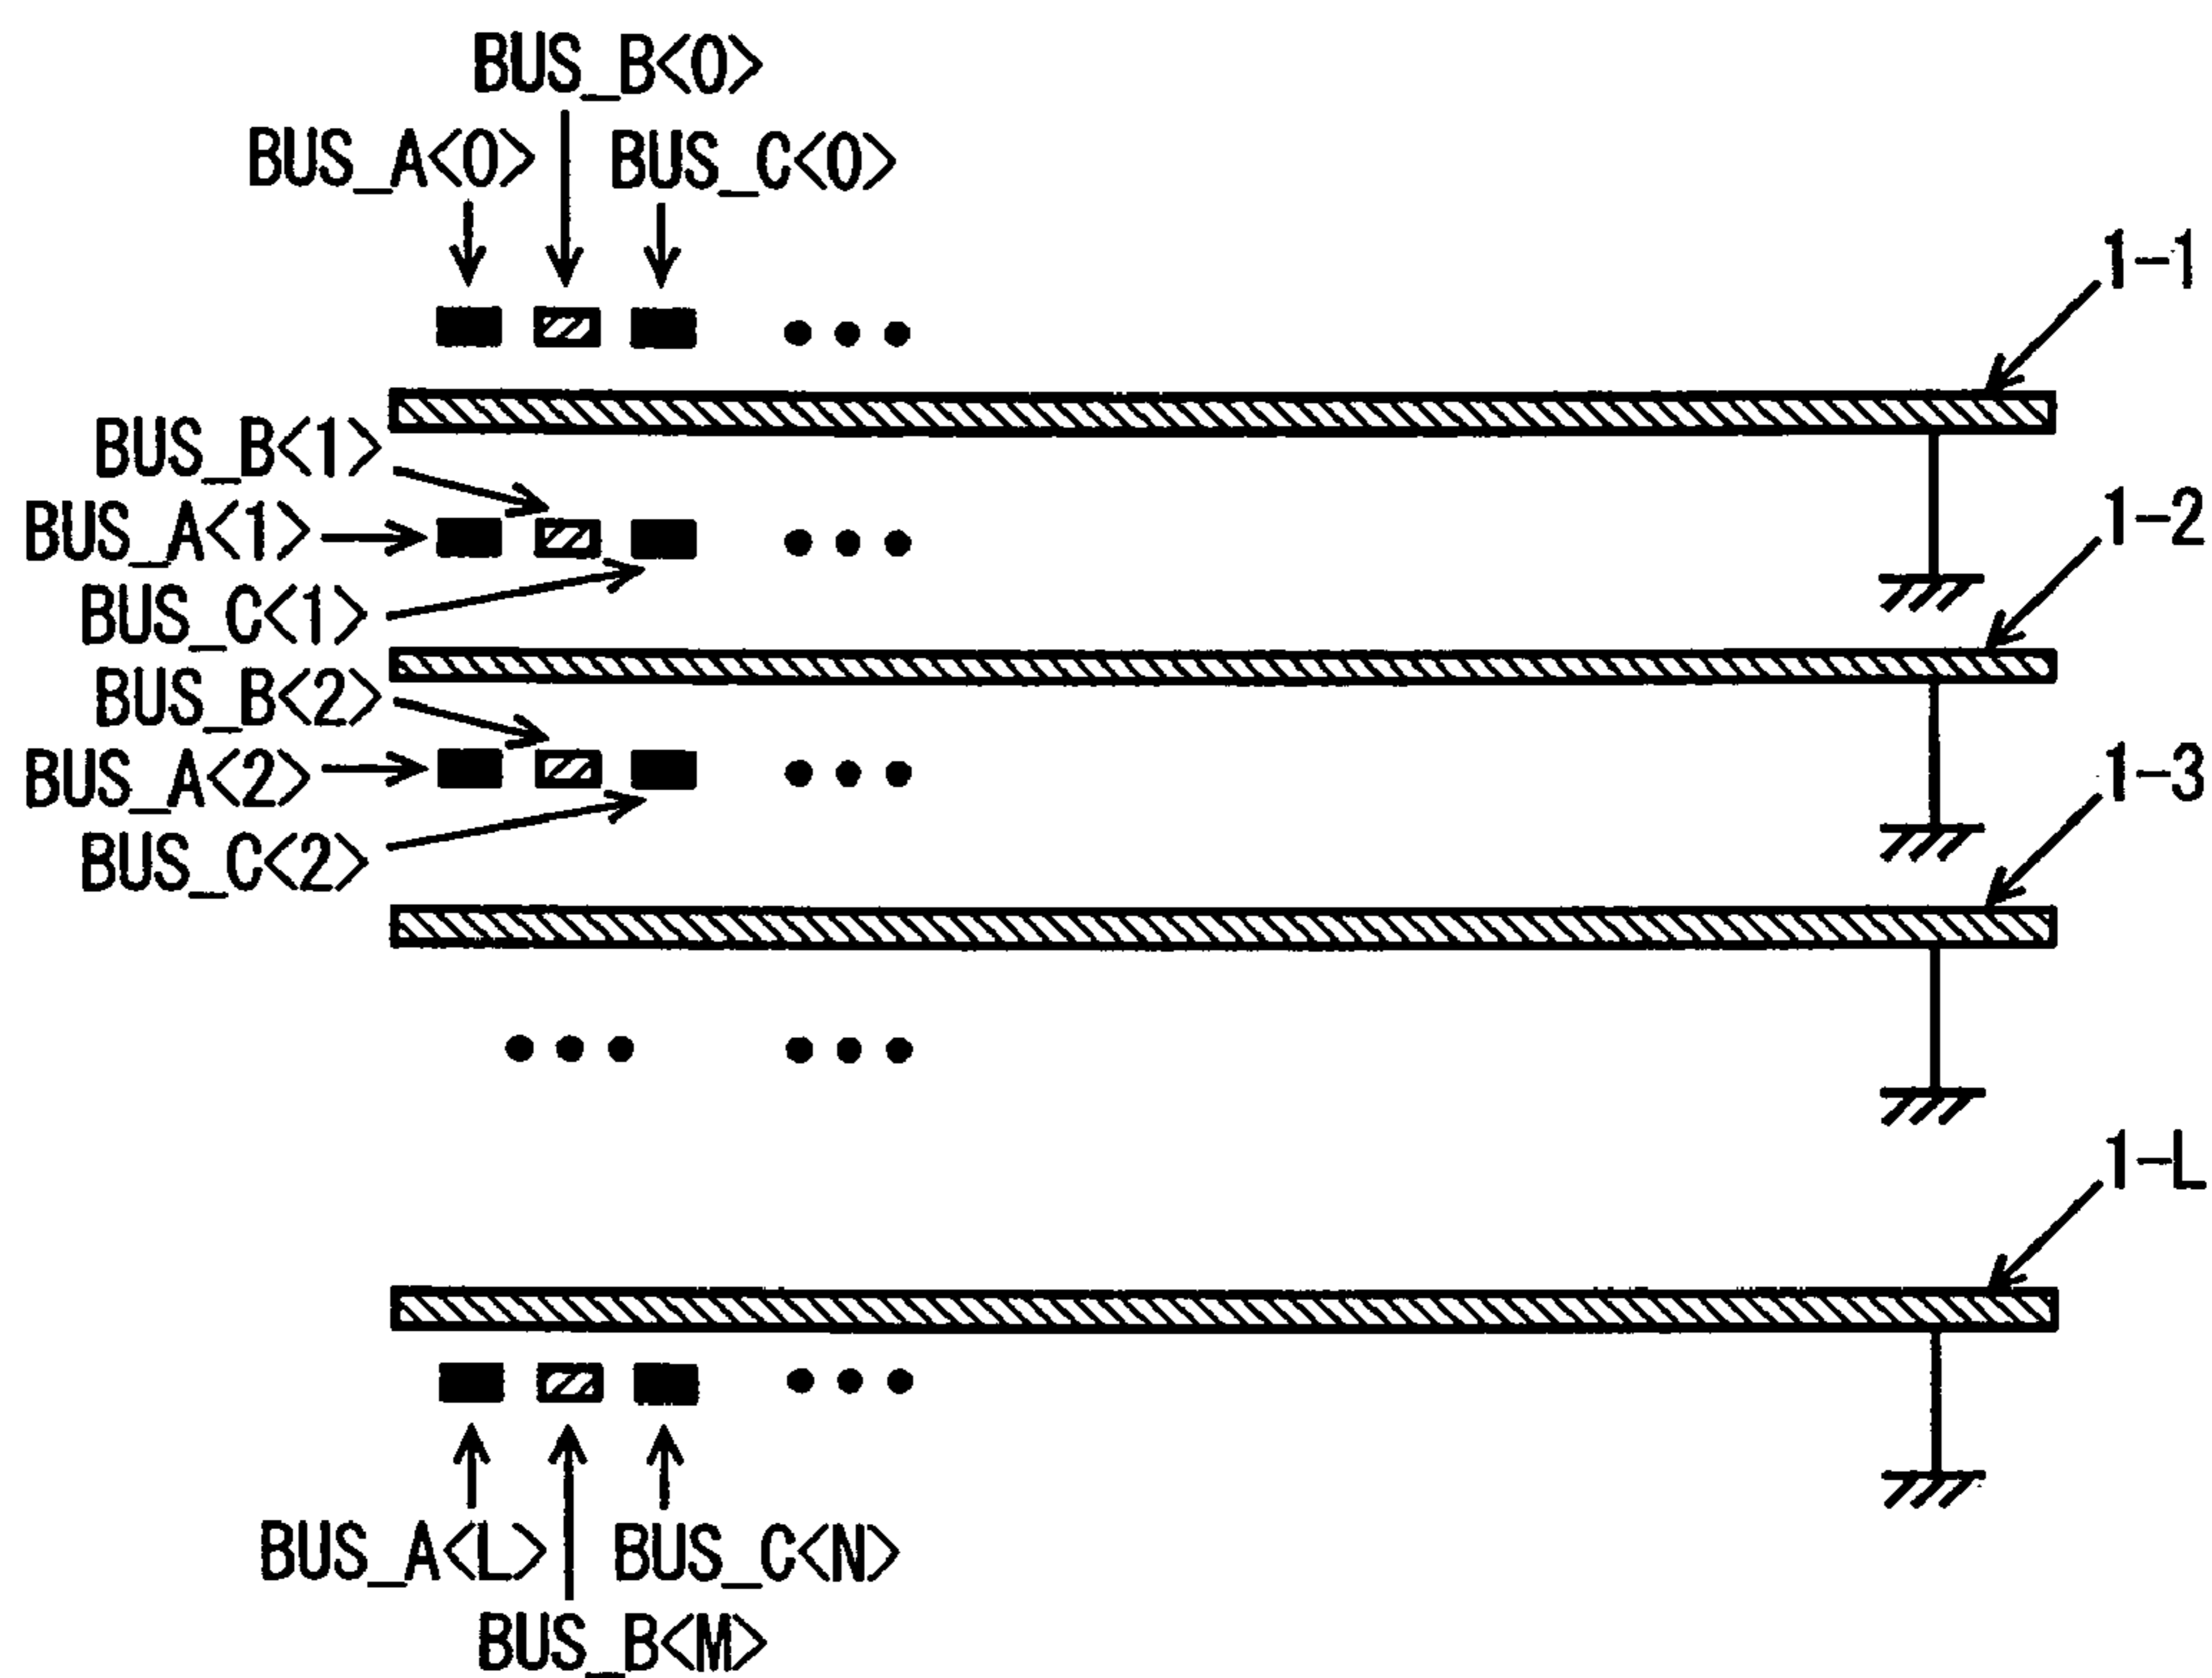 BUS_B<0>
BUS_A<0> BUS_C<0>
1-1
BUS_B<1>
BUS_A<1>
1-2
BUS_C<1>
BUS_B<2>
BUS_A<2>
1-3
BUS_C<2>
1-L
BUS_A<L> BUS_C<N>
BUS_B<M>